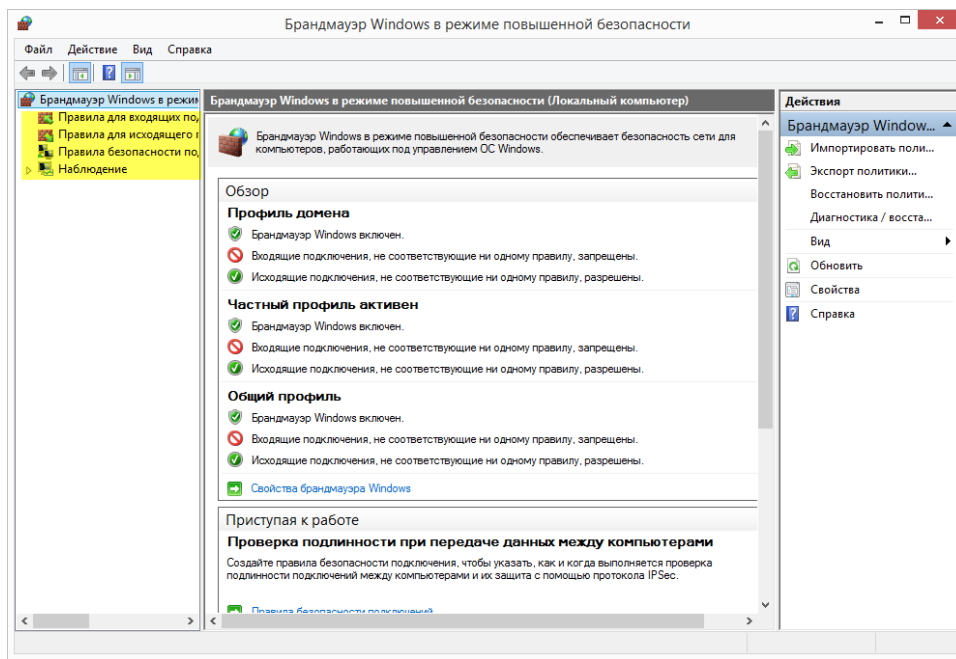 Брандмауэр Windows в режиме повышенной безопасности
Файл Действие Вид Справка
Брандмауэр Windows в режим
Правила для входящих под
Правила для исходящего п
Правила безопасности по,
Наблюдение
Брандмауэр Windows в режиме повышенной безопасности (Локальный компьютер)
Брандмауэр Windows в режиме повышенной безопасности обеспечивает безопасность сети для
компьютеров, работающих под управлением ОС Windows.
Обзор
Профиль домена
Брандмауэр Windows включен.
Входящие подключения, не соответствующие ни одному правилу, запрещены.
Исходящие подключения, не соответствующие ни одному правилу, разрешены.
Частный профиль активен
Брандмауэр Windows включен.
Входящие подключения, не соответствующие ни одному правилу, запрещены.
Исходящие подключения, не соответствующие ни одному правилу, разрешены.
Общий профиль
Брандмауэр Windows включен.
Входящие подключения, не соответствующие ни одному правилу, запрещены.
Исходящие подключения, не соответствующие ни одному правилу, разрешены.
Свойства брандмауэра Windows
Приступая к работе
Проверка подлинности при передаче данных между компьютерами
Создайте правила безопасности подключения, чтобы указать, как и когда выполняется проверка
подлинности подключений между компьютерами и их защита с помощью протокола IPSec.
Правила безопасности подключений
Действия
Брандмауэр Window...
Импортировать поли...
Экспорт политики...
Восстановить полити...
Диагностика / восста...
Вид
Обновить
Свойства
Справка